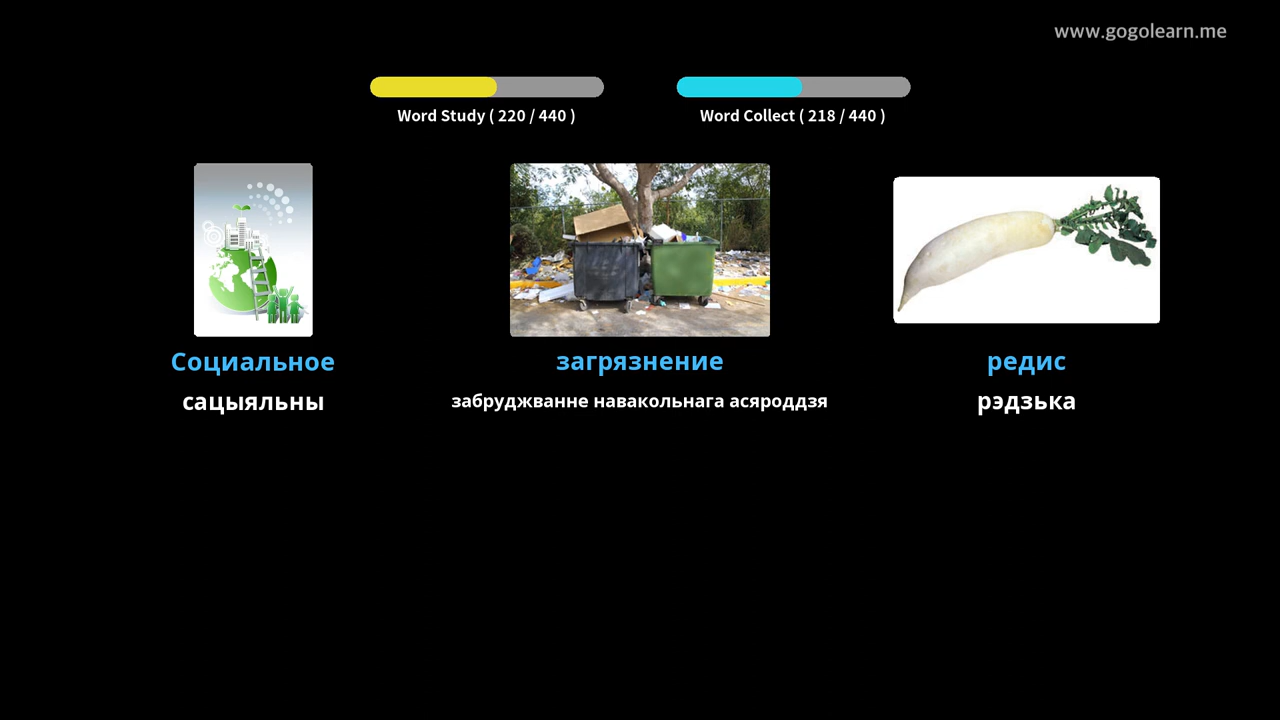 www.gogolearn.me
Word Study ( 220 / 440 )
Word Collect ( 218 / 440 )
Социальное
загрязнение
редис
сацыяльны
забруджванне навакольнага асяроддзя
рэдзька